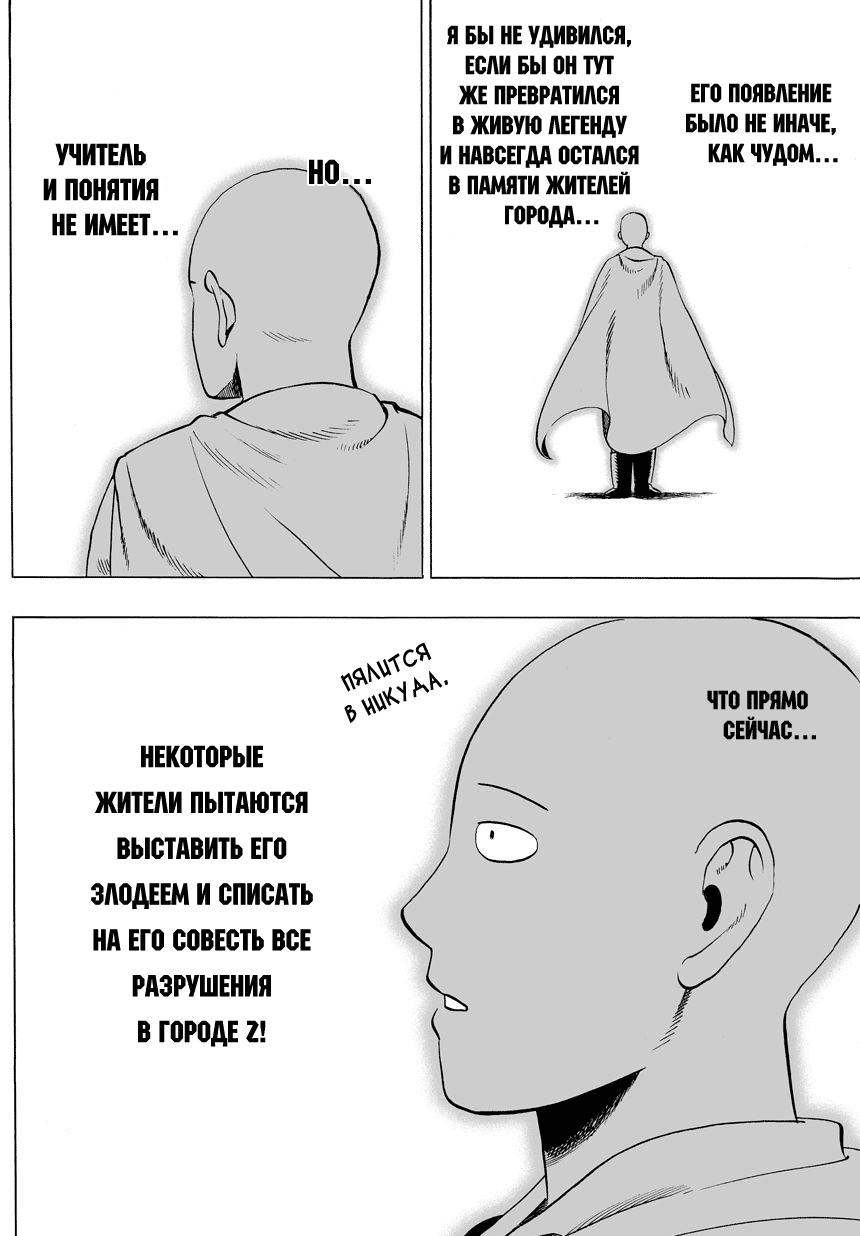 ЕГО ПОЯВЛЕНИЕ
БЫЛО НЕ ИНАЧЕ,
КАК ЧУДОМ...
Я БЫ НЕ УДИВИЛСЯ,
ЕСЛИ БЫ ОН ТУТ
ЖЕ ПРЕВРАТИЛСЯ
В ЖИВУЮ ЛЕГЕНДУ
И НАВСЕГДА ОСТАЛСЯ
В ПАМЯТИ ЖИТЕЛЕЙ
ГОРОДА...
НО...
УЧИТЕЛЬ
И ПОНЯТИЯ
НЕ ИМЕЕТ...
ЧТО ПРЯМО
СЕЙЧАС...
ПЯЛИТСЯ
В НИКУДА.
НЕКОТОРЫЕ
ЖИТЕЛИ ПЫТАЮТСЯ
ВЫСТАВИТЬ ЕГО
ЗЛОДЕЕМ И СПИСАТЬ
НА ЕГО СОВЕСТЬ ВСЕ
РАЗРУШЕНИЯ
В ГОРОДЕ Z!